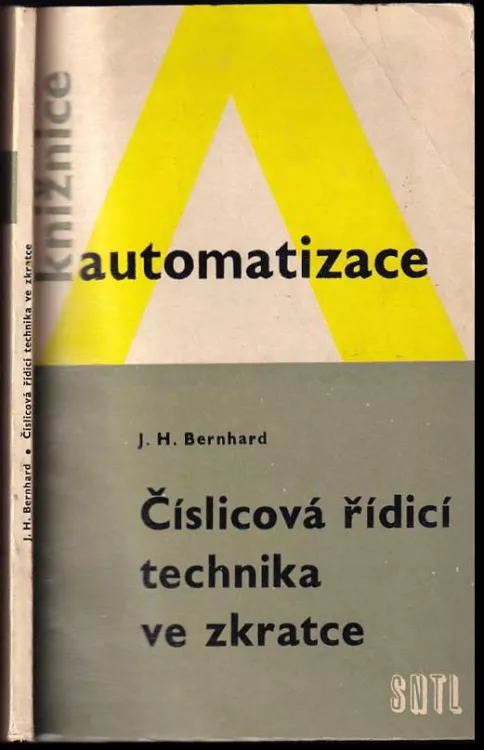 knižnice
automatizace
J. H. Bernhard
Číslicová řídicí
technika
ve zkratce
SNTL
J. H. Bernhard • Číslicová řídicí technika ve zkratce